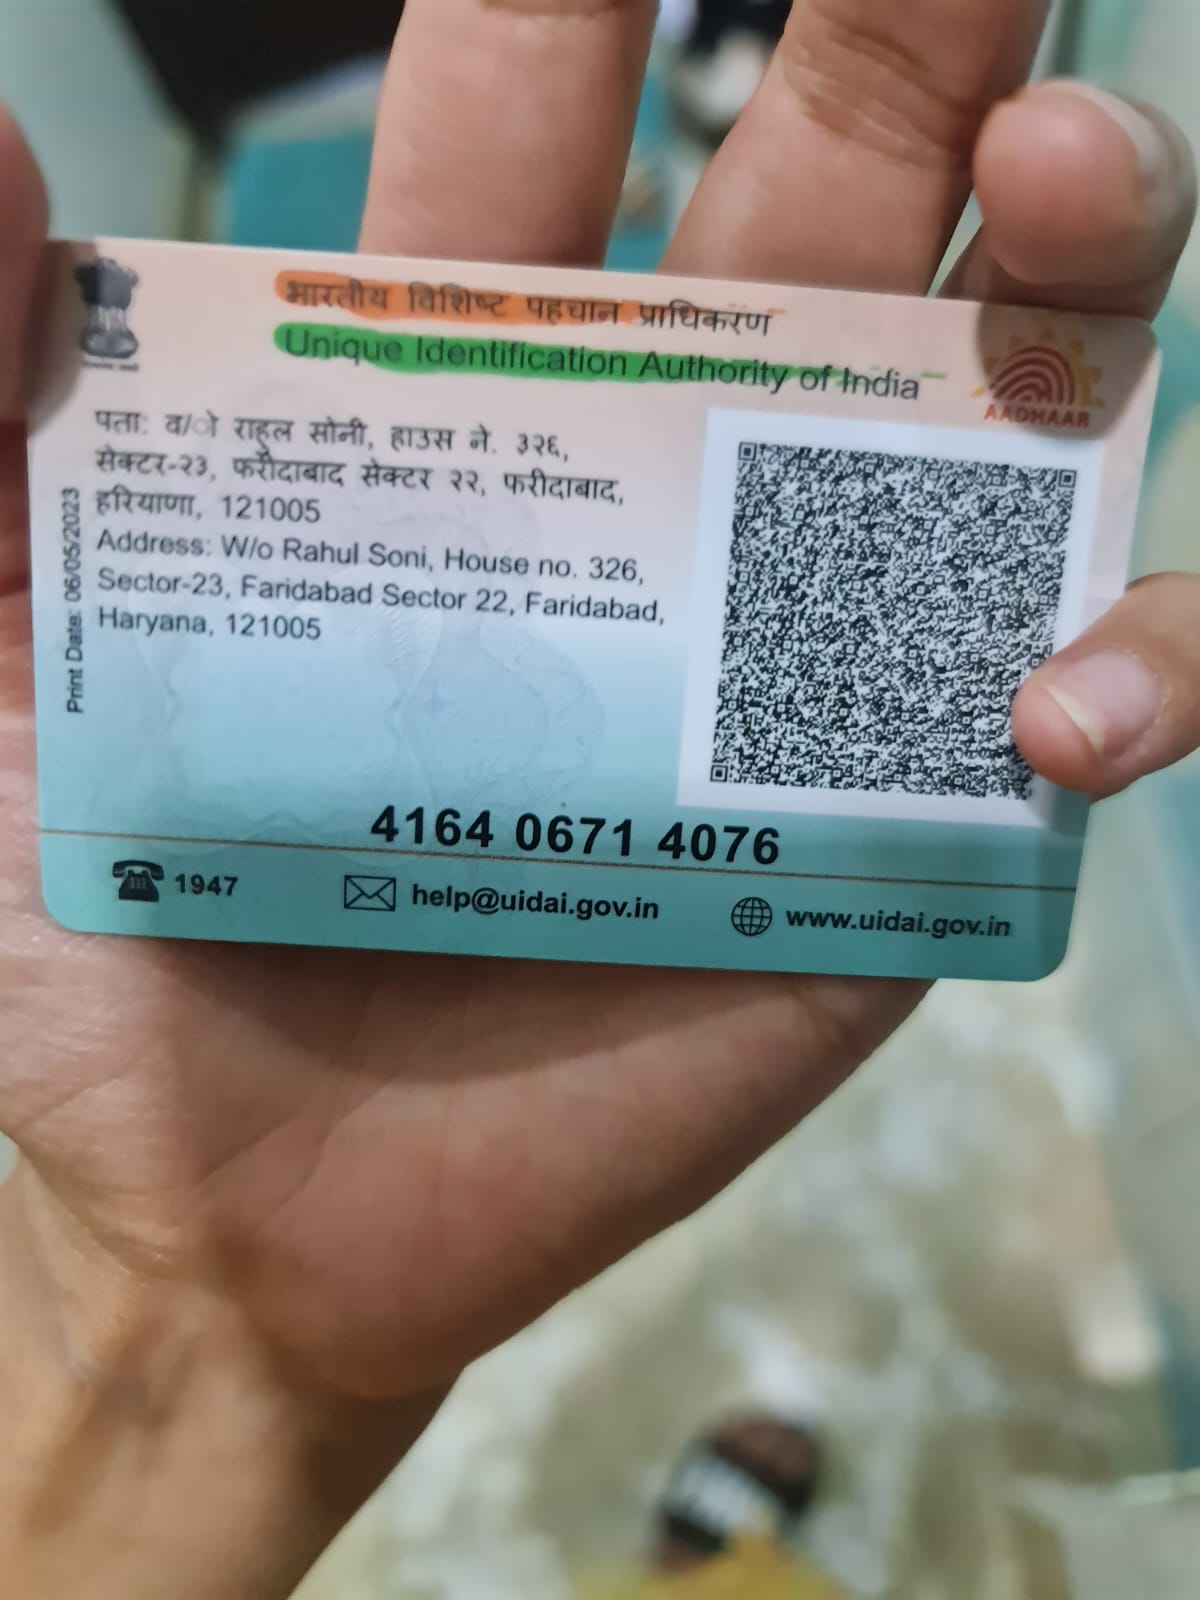 भारतीय विशिष्ट पहचान प्राधिकरण
Unique Identification Authority of India
AADHAAR
पता: व/ो राहुल सोनी, हाउस ने. ३२६,
सेक्टर-२३, फरीदाबाद सेक्टर २२, फरीदाबाद,
हरियाणा, 121005
Address: W/o Rahul Soni, House no. 326,
Sector-23, Faridabad Sector 22, Faridabad,
Haryana, 121005
Print Date: 06/05/2023
4164 0671 4076
1947
help@uidai.gov.in
www.uidai.gov.in